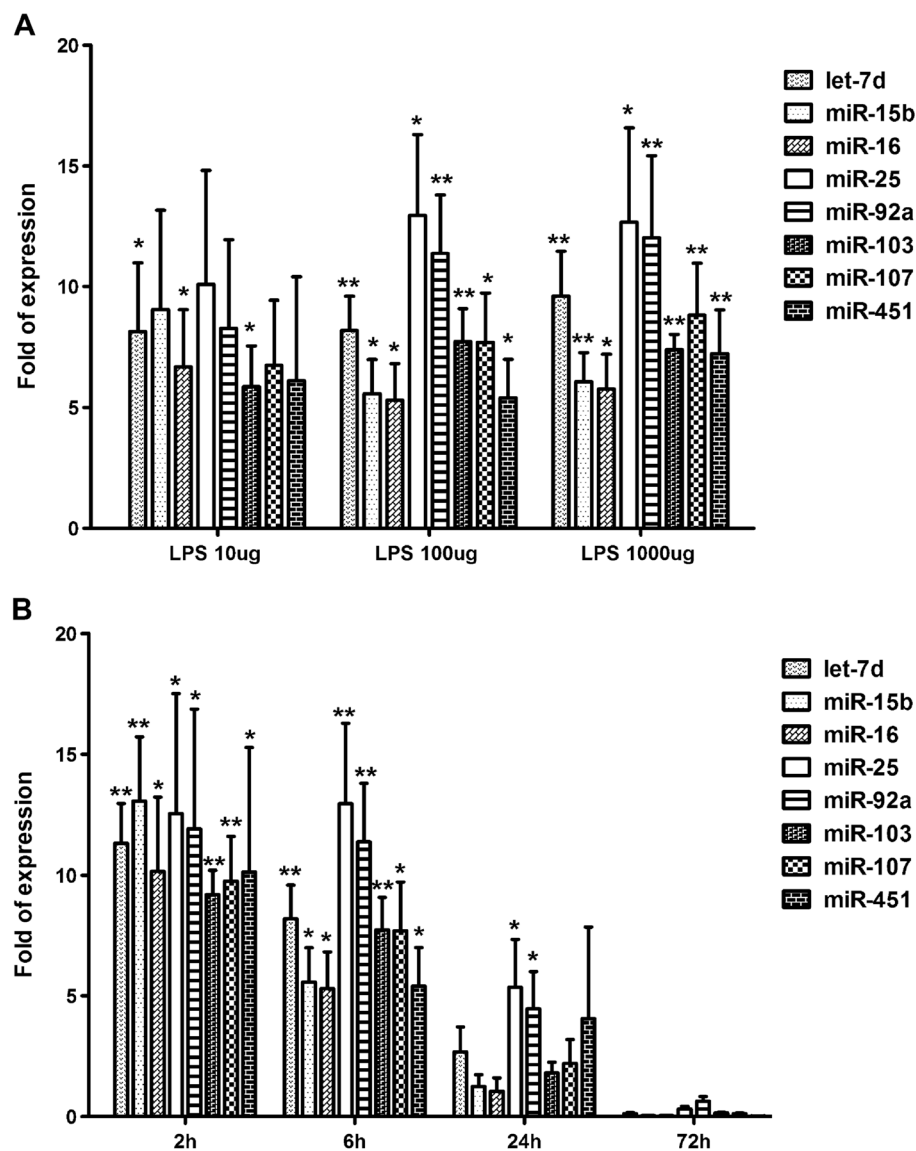 A
Fold of expression
20
15
10
5
0
* * *
* ** * * ** ** * *
** ** * * ** ** ** **
LPS 10ug LPS 100ug LPS 1000ug
let-7d
miR-15b
miR-16
miR-25
miR-92a
miR-103
miR-107
miR-451
B
Fold of expression
20
15
10
5
0
** ** * * * ** ** *
** * * ** ** ** * *
* *
2h 6h 24h 72h
let-7d
miR-15b
miR-16
miR-25
miR-92a
miR-103
miR-107
miR-451